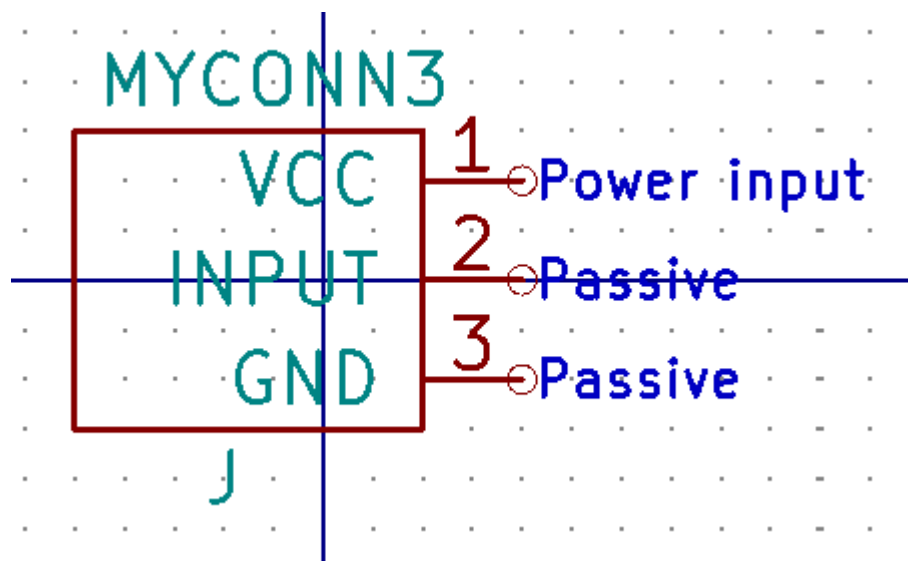 MYCONN3
VCC 1 Power input
INPUT 2 Passive
GND 3 Passive
J